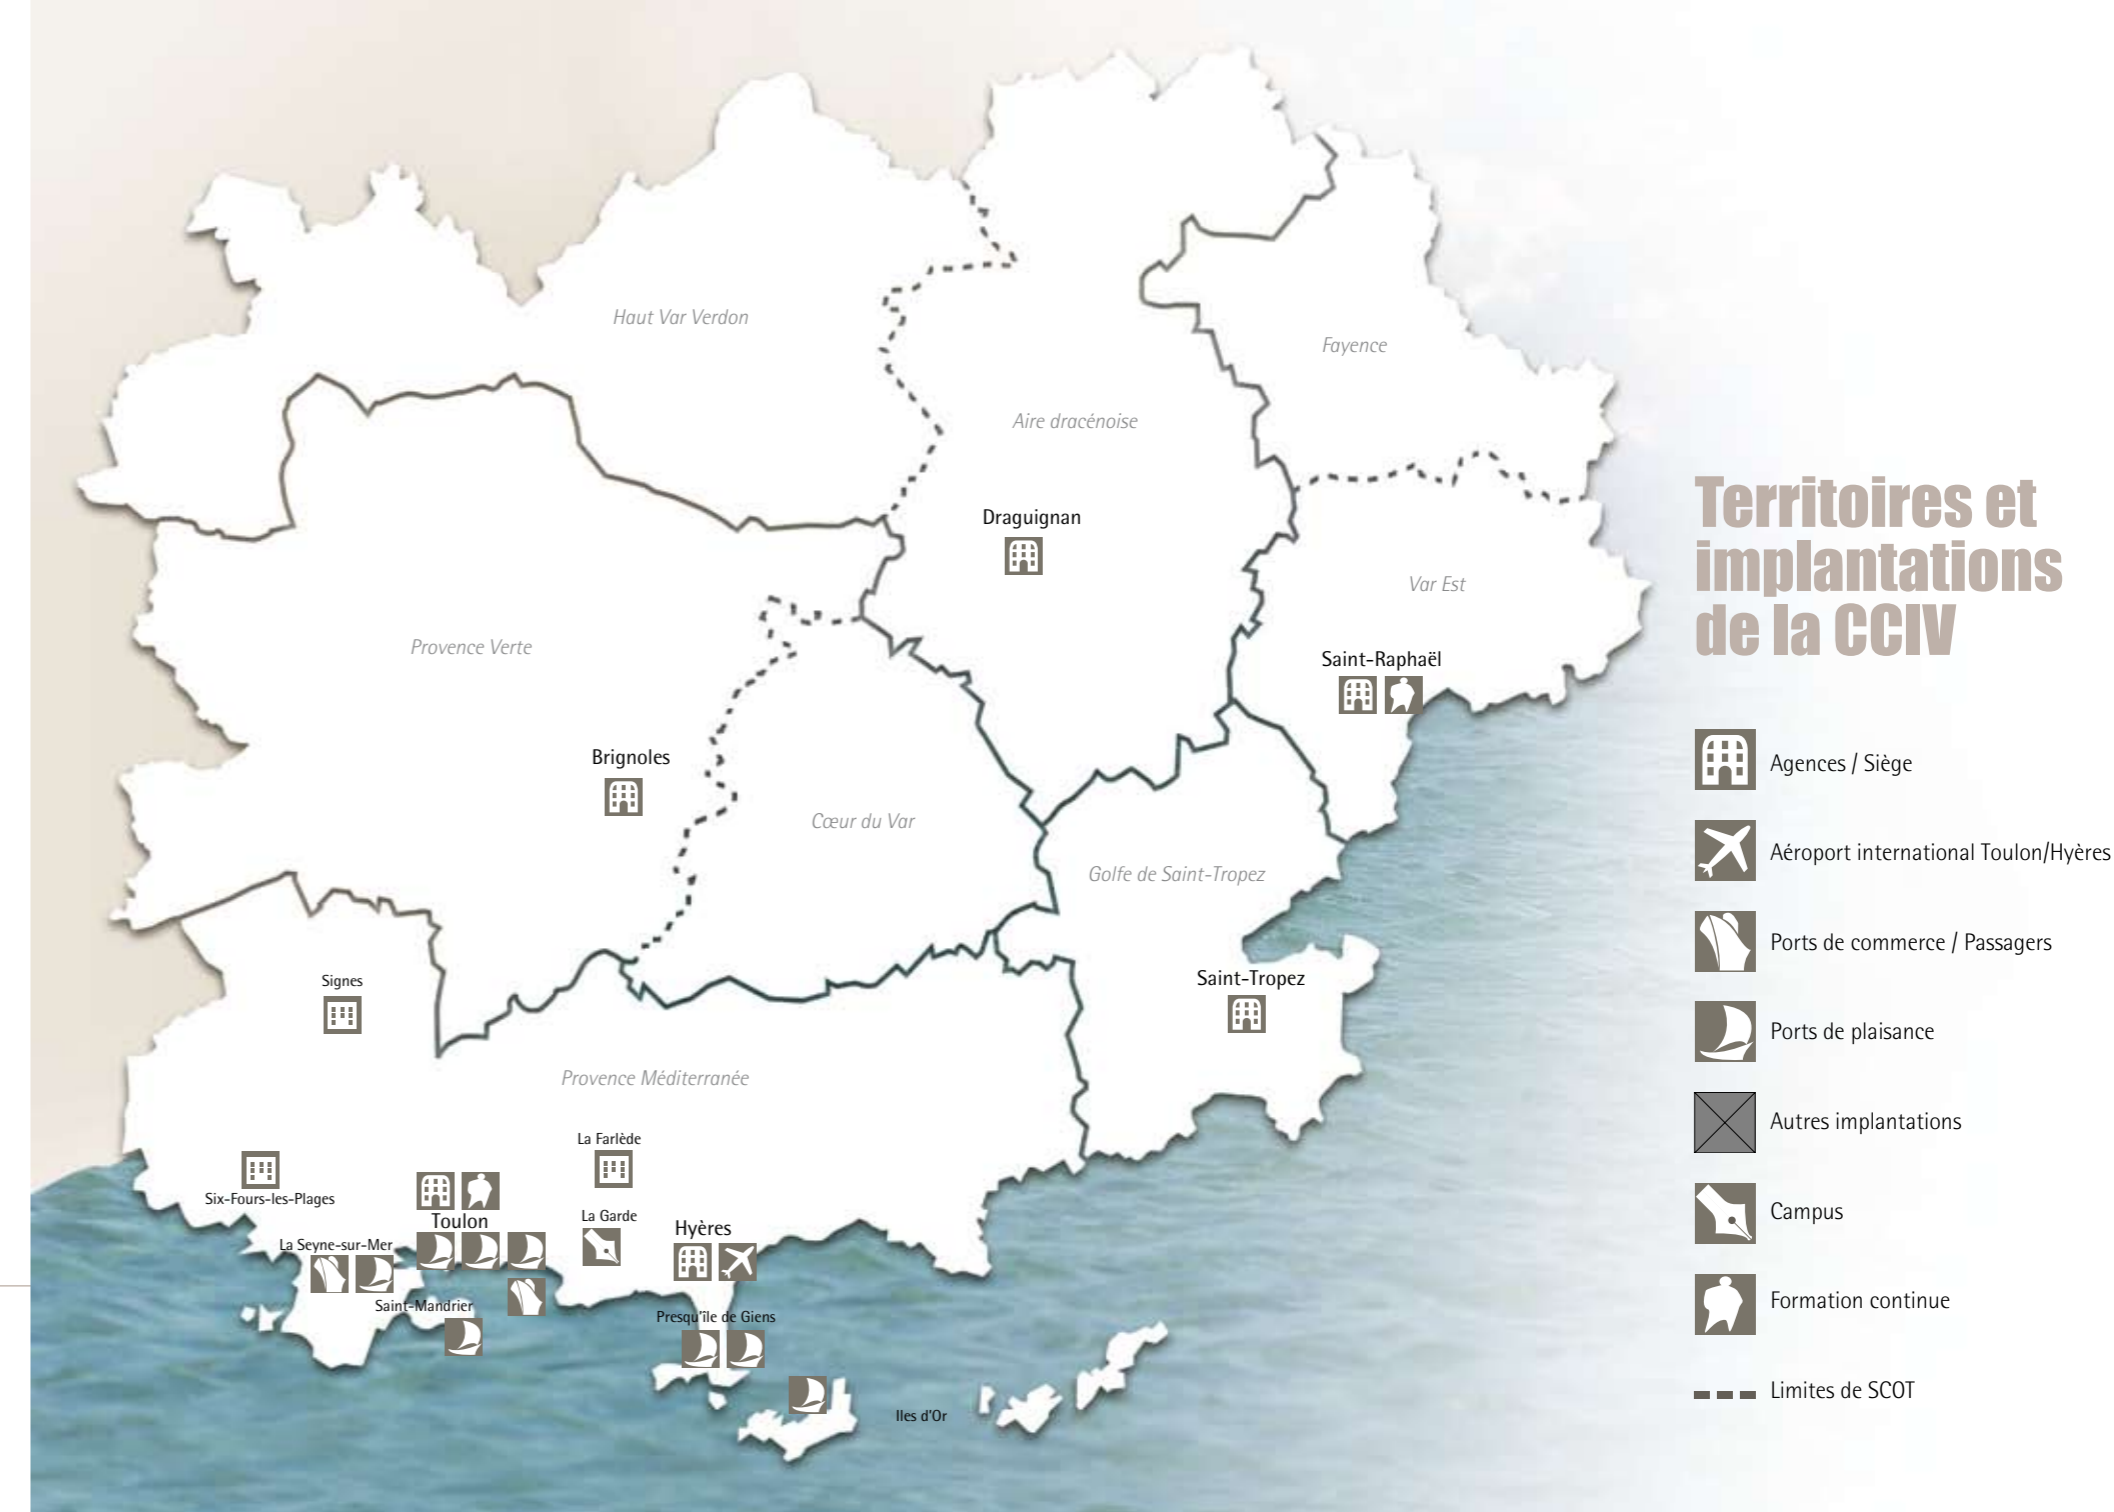 Haut Var Verdon
Fayence
Aire dracénoise
Draguignan
Var Est
Provence Verte
Saint-Raphaël
Brignoles
Cœur du Var
Golfe de Saint-Tropez
Signes
Saint-Tropez
Provence Méditerranée
La Farlède
Six-Fours-les-Plages
Toulon
La Garde
Hyères
La Seyne-sur-Mer
Saint-Mandrier
Presqu'île de Giens
Iles d'Or
Territoires et
implantations
de la CCIV
Agences / Siège
Aéroport international Toulon/Hyères
Ports de commerce / Passagers
Ports de plaisance
Autres implantations
Campus
Formation continue
Limites de SCOT